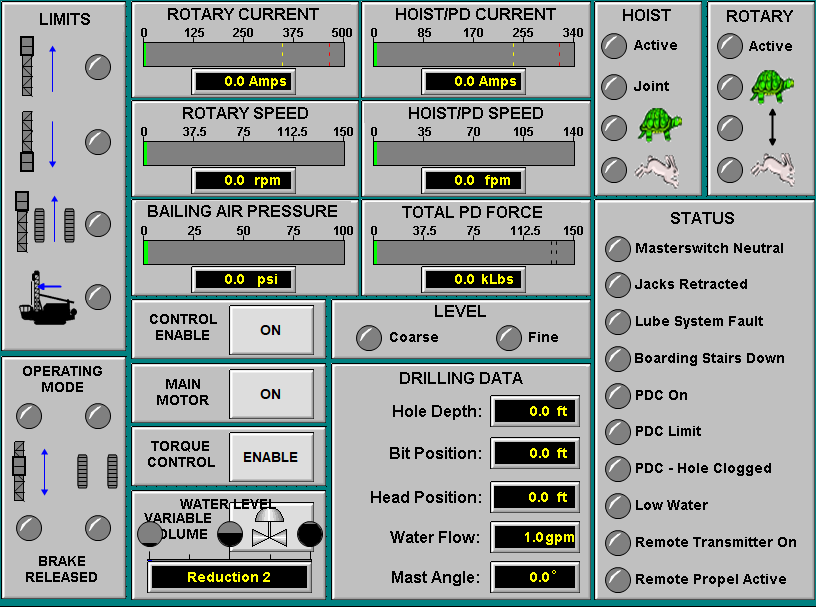 LIMITS
ROTARY CURRENT
0 125 250 375 500
0.0 Amps
HOIST/PD CURRENT
0 85 170 255 340
0.0 Amps
HOIST
Active
Joint
ROTARY
Active
ROTARY SPEED
0 37.5 75 112.5 150
0.0 rpm
HOIST/PD SPEED
0 35 70 105 140
0.0 fpm
BAILING AIR PRESSURE
0 25 50 75 100
0.0 psi
TOTAL PD FORCE
0 37.5 75 112.5 150
0.0 kLbs
STATUS
Masterswitch Neutral
Jacks Retracted
Lube System Fault
Boarding Stairs Down
PDC On
PDC Limit
PDC - Hole Clogged
Low Water
Remote Transmitter On
Remote Propel Active
CONTROL
ENABLE
ON
LEVEL
Coarse
Fine
OPERATING
MODE
BRAKE
RELEASED
MAIN
MOTOR
ON
TORQUE
CONTROL
ENABLE
WATER LEVEL
VARIABLE
VOLUME
Reduction 2
DRILLING DATA
Hole Depth: 0.0 ft
Bit Position: 0.0 ft
Head Position: 0.0 ft
Water Flow: 1.0gpm
Mast Angle: 0.0°